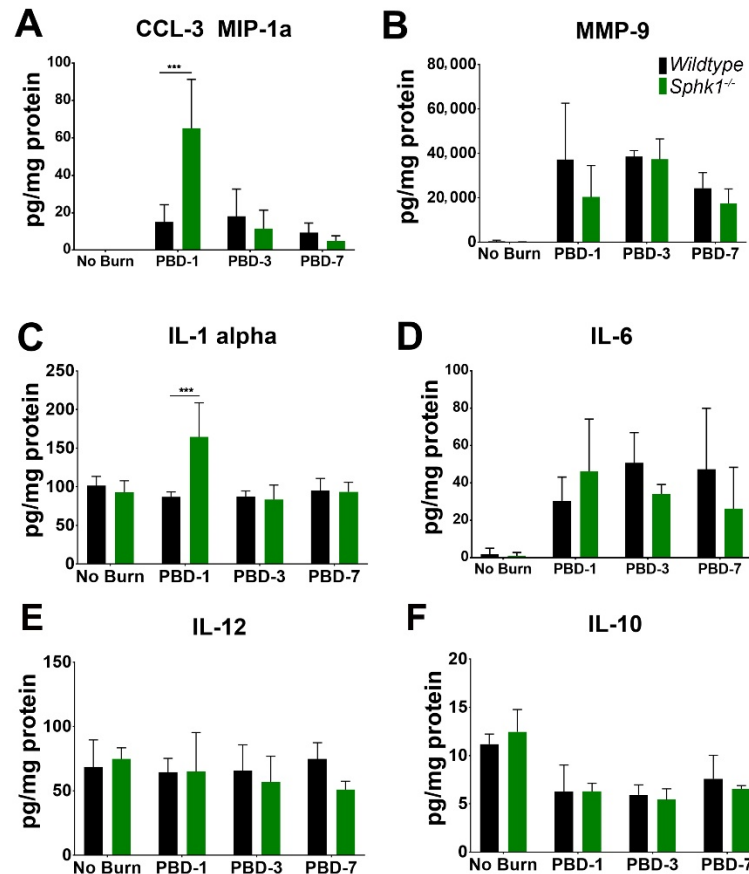 A
CCL-3 MIP-1a
pg/mg protein
100
80
60
40
20
0
***
No Burn PBD-1 PBD-3 PBD-7
B
MMP-9
Wildtype
Sphk1-/-
pg/mg protein
80,000
60,000
40,000
20,000
0
No Burn PBD-1 PBD-3 PBD-7
C
IL-1 alpha
pg/mg protein
250
200
150
100
50
0
***
No Burn PBD-1 PBD-3 PBD-7
D
IL-6
pg/mg protein
100
80
60
40
20
0
No Burn PBD-1 PBD-3 PBD-7
E
IL-12
pg/mg protein
150
100
50
0
No Burn PBD-1 PBD-3 PBD-7
F
IL-10
pg/mg protein
20
15
10
5
0
No Burn PBD-1 PBD-3 PBD-7